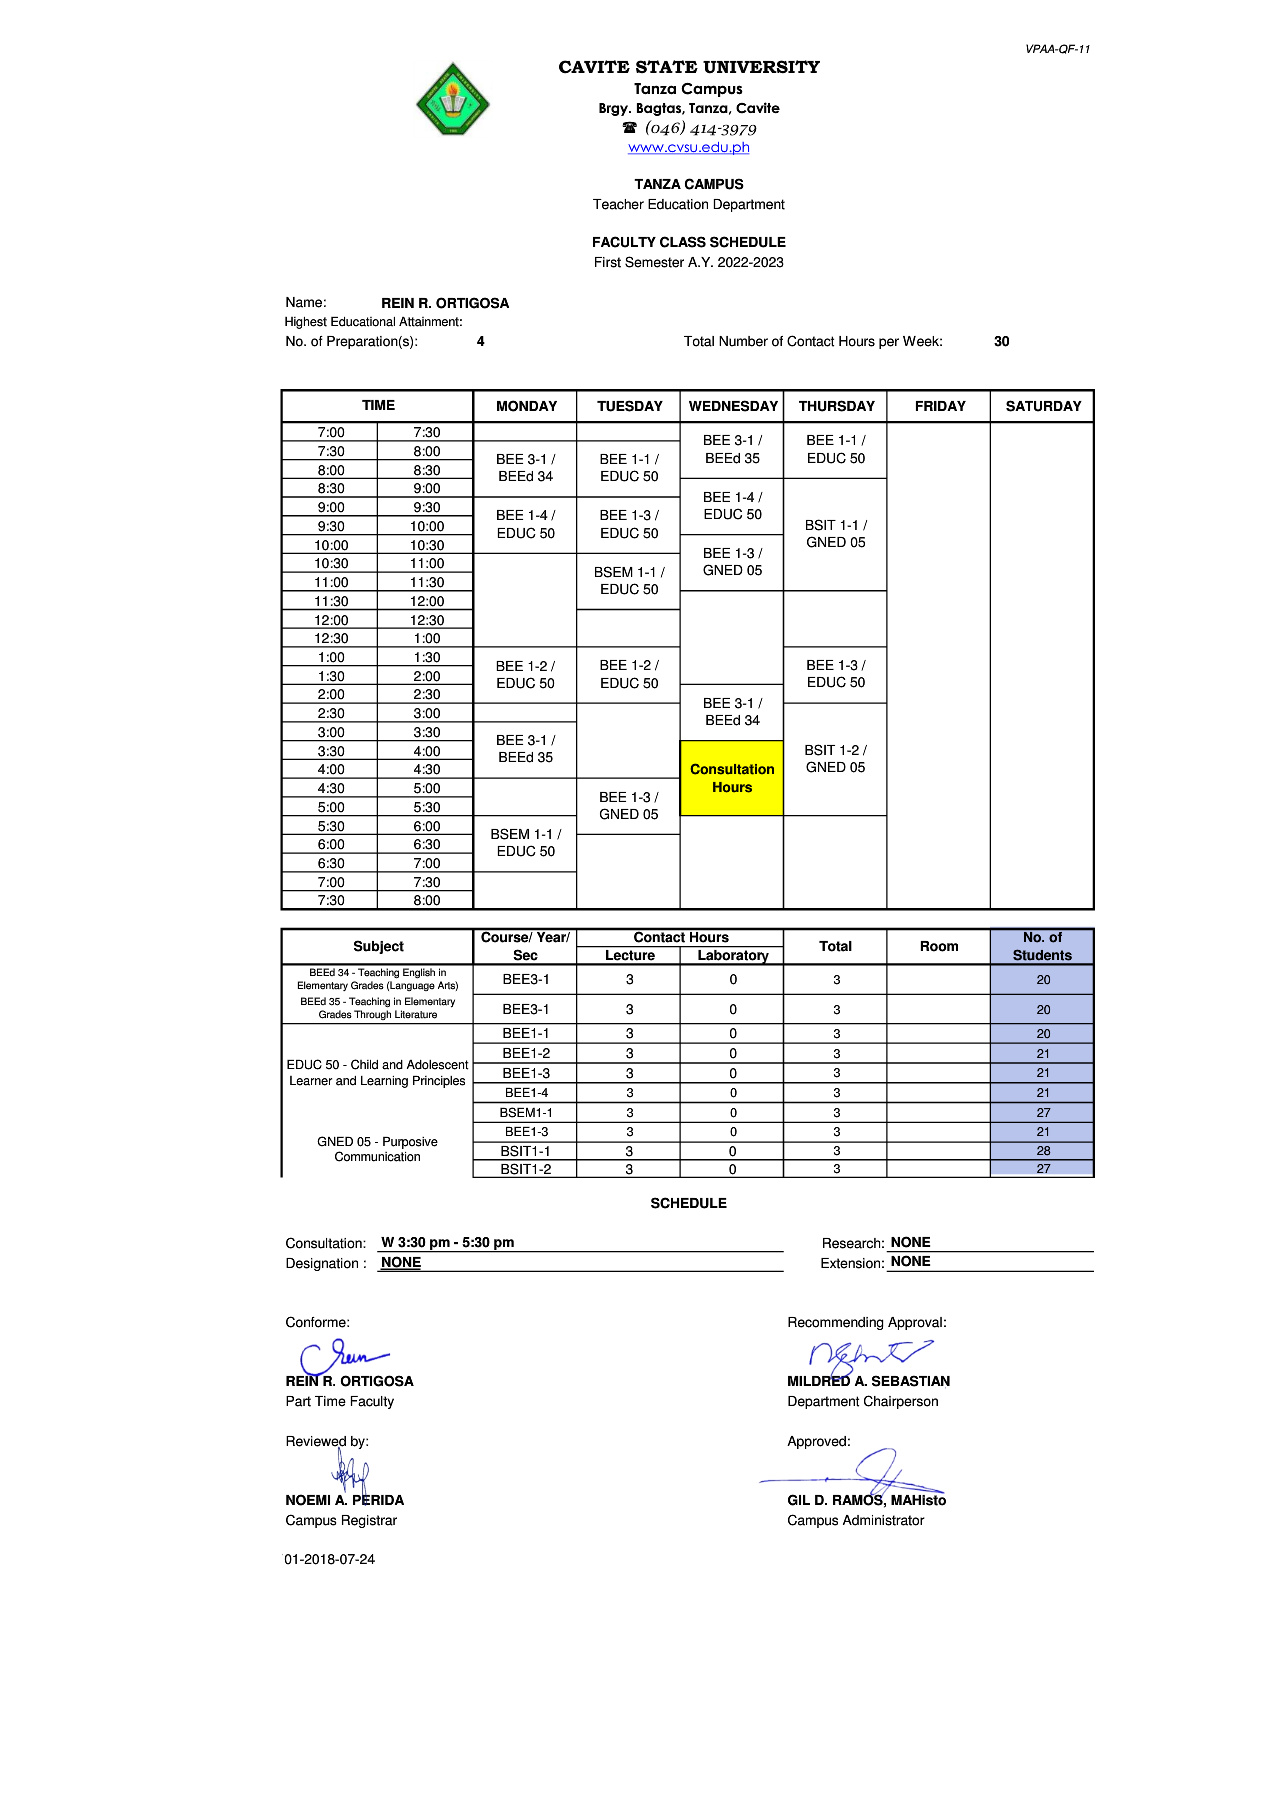 VPAA-QF-11
CAVITE STATE UNIVERSITY
Tanza Campus
Brgy. Bagtas, Tanza, Cavite
☎ (046) 414-3979
www.cvsu.edu.ph
TANZA CAMPUS
Teacher Education Department
FACULTY CLASS SCHEDULE
First Semester A.Y. 2022-2023
Name: REIN R. ORTIGOSA
Highest Educational Attainment:
No. of Preparation(s): 4 Total Number of Contact Hours per Week: 30
TIME MONDAY TUESDAY WEDNESDAY THURSDAY FRIDAY SATURDAY
7:00 7:30
7:30 8:00
8:00 8:30
8:30 9:00
9:00 9:30
9:30 10:00
10:00 10:30
10:30 11:00
11:00 11:30
11:30 12:00
12:00 12:30
12:30 1:00
1:00 1:30
1:30 2:00
2:00 2:30
2:30 3:00
3:00 3:30
3:30 4:00
4:00 4:30
4:30 5:00
5:00 5:30
5:30 6:00
6:00 6:30
6:30 7:00
7:00 7:30
7:30 8:00
BEE 3-1 /
BEEd 34
BEE 1-4 /
EDUC 50
BEE 1-2 /
EDUC 50
BEE 3-1 /
BEEd 35
BSEM 1-1 /
EDUC 50
BEE 1-1 /
EDUC 50
BEE 1-3 /
EDUC 50
BSEM 1-1 /
EDUC 50
BEE 1-2 /
EDUC 50
BEE 1-3 /
GNED 05
BEE 3-1 /
BEEd 35
BEE 1-4 /
EDUC 50
BEE 1-3 /
GNED 05
BEE 3-1 /
BEEd 34
Consultation
Hours
BEE 1-1 /
EDUC 50
BSIT 1-1 /
GNED 05
BEE 1-3 /
EDUC 50
BSIT 1-2 /
GNED 05
Subject Course/ Year/ Sec Contact Hours Total Room No. of Students
Lecture Laboratory
BEEd 34 - Teaching English in
Elementary Grades (Language Arts)
BEE3-1 3 0 3 20
BEEd 35 - Teaching in Elementary
Grades Through Literature
BEE3-1 3 0 3 20
EDUC 50 - Child and Adolescent
Learner and Learning Principles
BEE1-1 3 0 3 20
BEE1-2 3 0 3 21
BEE1-3 3 0 3 21
BEE1-4 3 0 3 21
BSEM1-1 3 0 3 27
GNED 05 - Purposive
Communication
BEE1-3 3 0 3 21
BSIT1-1 3 0 3 28
BSIT1-2 3 0 3 27
SCHEDULE
Consultation: W 3:30 pm - 5:30 pm Research: NONE
Designation : NONE Extension: NONE
Conforme: Recommending Approval:
Rein
REIN R. ORTIGOSA MILDRED A. SEBASTIAN
Part Time Faculty Department Chairperson
Reviewed by: Approved:
NOEMI A. PERIDA GIL D. RAMOS, MAHisto
Campus Registrar Campus Administrator
01-2018-07-24